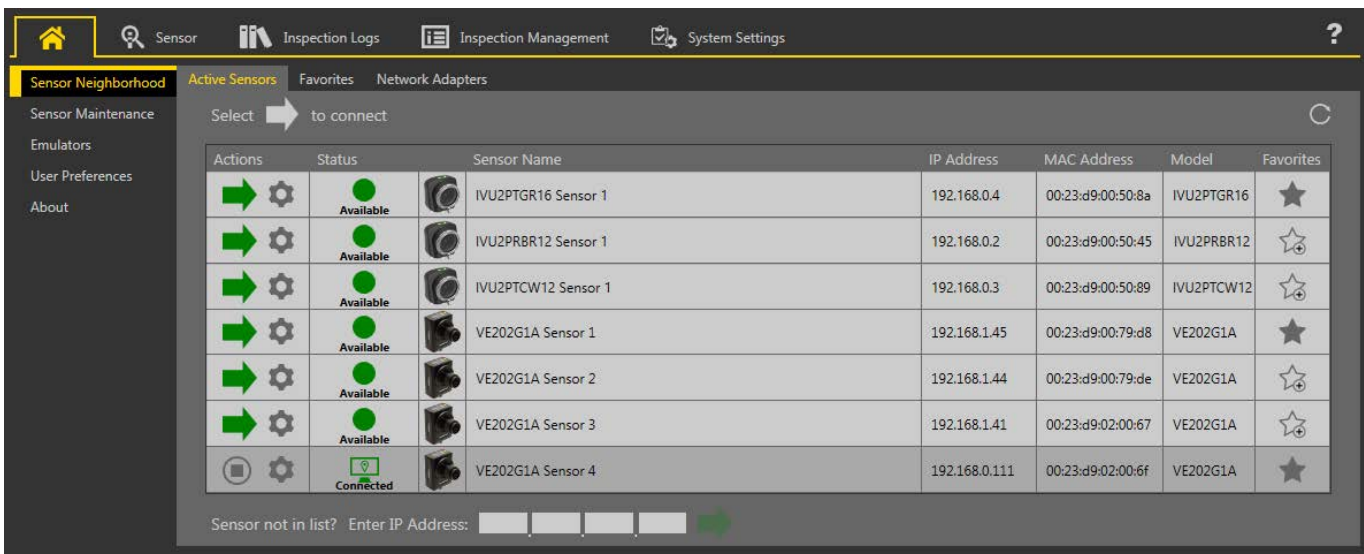 Sensor Inspection Logs Inspection Management System Settings ?
Sensor Neighborhood Active Sensors Favorites Network Adapters
Sensor Maintenance Select to connect
Emulators
User Preferences
About
Actions Status Sensor Name IP Address MAC Address Model Favorites
Available IVU2PTGR16 Sensor 1 192.168.0.4 00:23:d9:00:50:8a IVU2PTGR16
Available IVU2PRBR12 Sensor 1 192.168.0.2 00:23:d9:00:50:45 IVU2PRBR12
Available IVU2PTCW12 Sensor 1 192.168.0.3 00:23:d9:00:50:89 IVU2PTCW12
Available VE202G1A Sensor 1 192.168.1.45 00:23:d9:00:79:d8 VE202G1A
Available VE202G1A Sensor 2 192.168.1.44 00:23:d9:00:79:de VE202G1A
Available VE202G1A Sensor 3 192.168.1.41 00:23:d9:02:00:67 VE202G1A
Connected VE202G1A Sensor 4 192.168.0.111 00:23:d9:02:00:6f VE202G1A
Sensor not in list? Enter IP Address: . . .